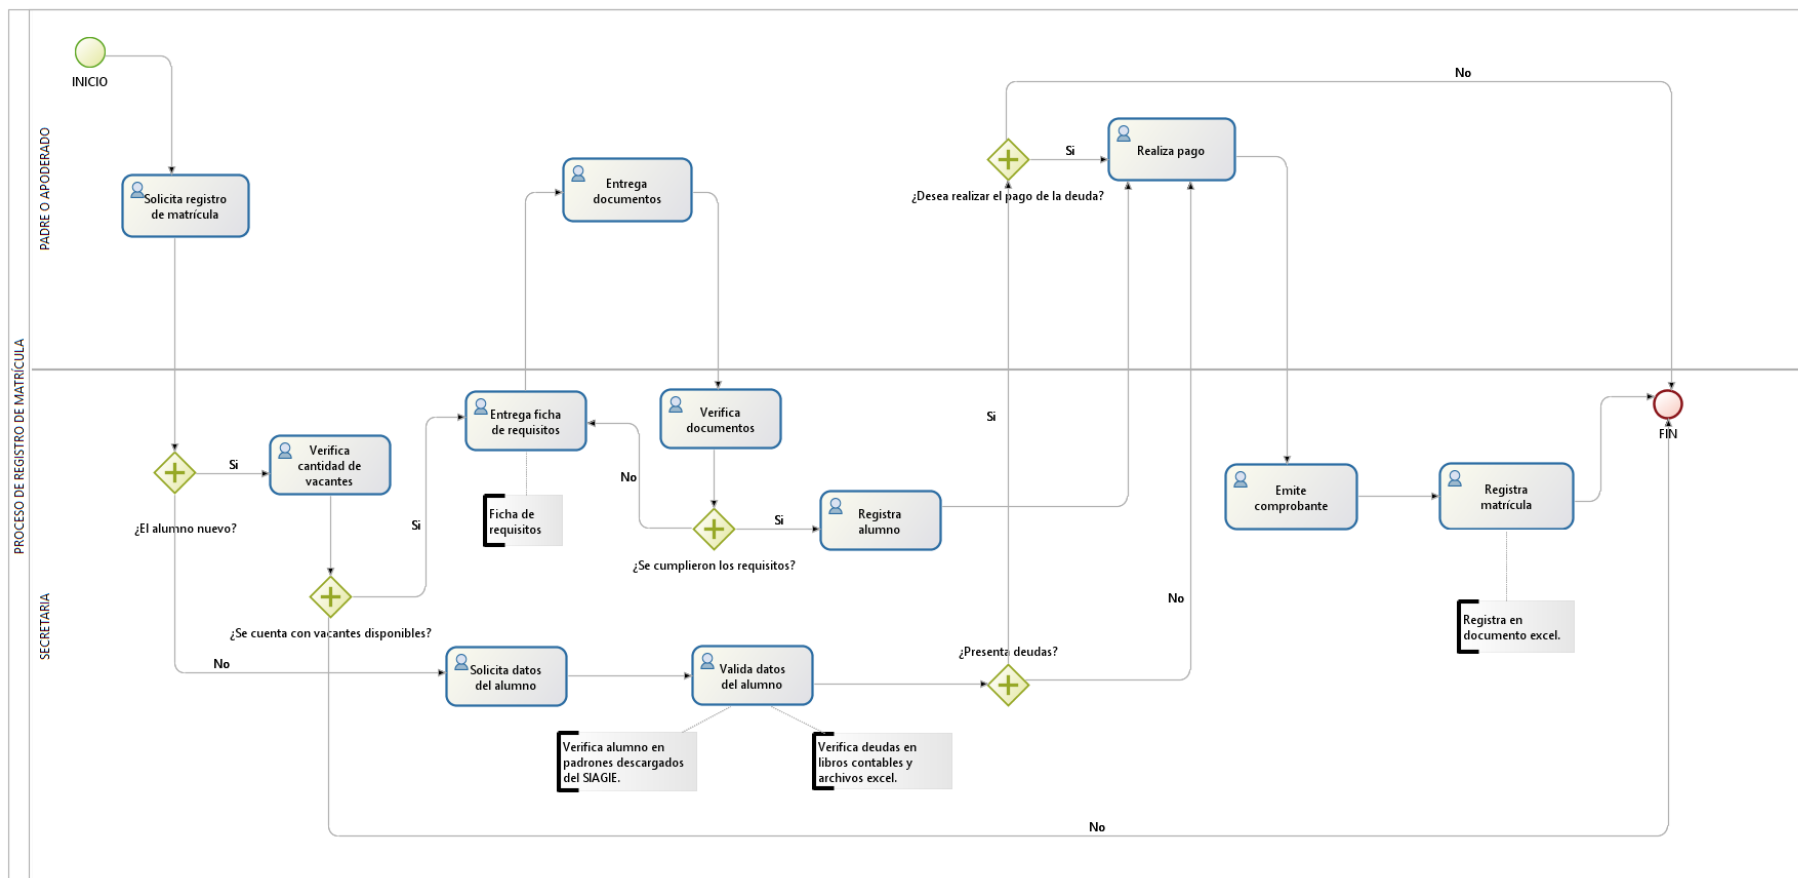 PROCESO DE REGISTRO DE MATRÍCULA
PADRE O APODERADO
INICIO
Solicita registro
de matrícula
Entrega
documentos
No
Si
Realiza pago
¿Desea realizar el pago de la deuda?
SECRETARIA
¿El alumno nuevo?
Si
Verifica
cantidad de
vacantes
¿Se cuenta con vacantes disponibles?
Si
Entrega ficha
de requisitos
Ficha de
requisitos
Verifica
documentos
No
¿Se cumplieron los requisitos?
Si
Registra
alumno
Si
No
Emite
comprobante
Registra
matrícula
Registra en
documento excel.
FIN
No
Solicita datos
del alumno
Valida datos
del alumno
¿Presenta deudas?
Verifica alumno en
padrones descargados
del SIAGIE.
Verifica deudas en
libros contables y
archivos excel.
No